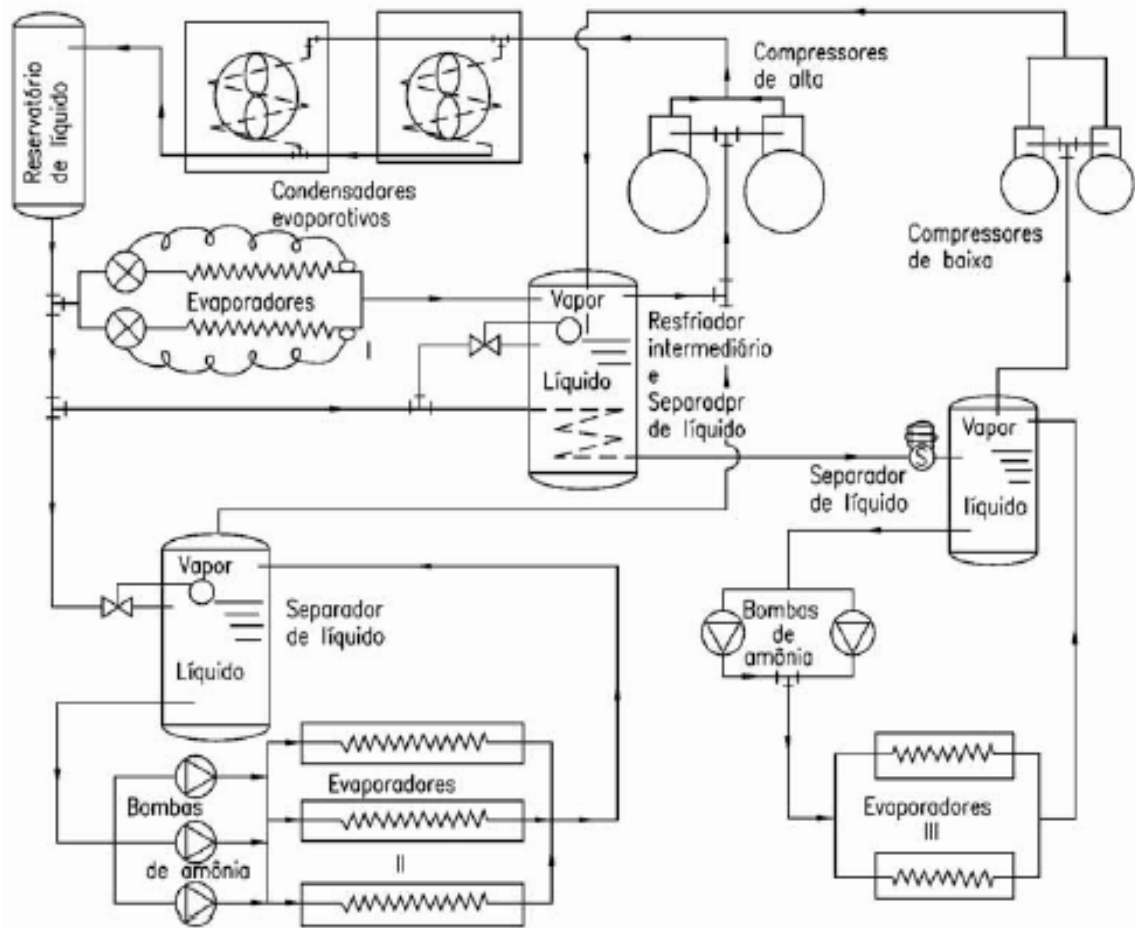 Reservatório
de líquido
Condensadores
evaporativos
Compressores
de alta
Compressores
de baixa
Evaporadores
I
Vapor
Líquido
Resfriador
intermediário
e
Separadpr
de líquido
Separador
de líquido
S
Vapor
líquido
Vapor
Líquido
Separador
de líquido
Bombas
de amônia
Bombas
de amônia
Evaporadores
II
Evaporadores
III